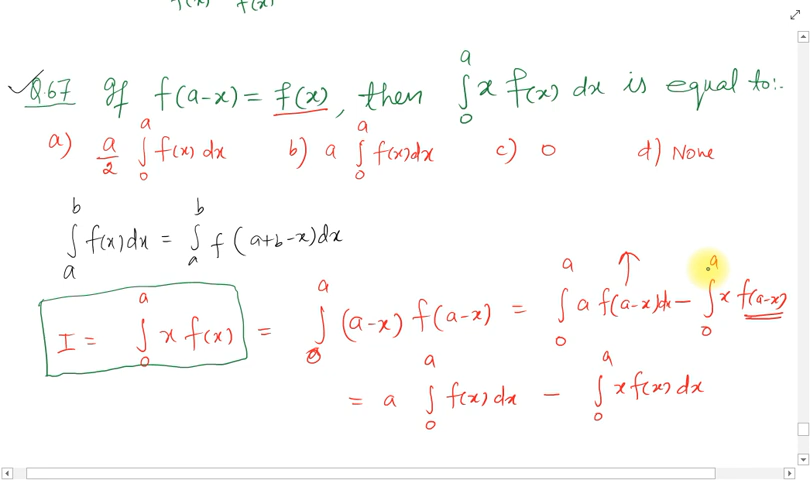 f(x) f(x)
Q.67 If f(a-x) = f(x), then ∫₀ᵃ x f(x) dx is equal to:-
a) a/2 ∫₀ᵃ f(x) dx b) a ∫₀ᵃ f(x) dx c) 0 d) None
∫ₐᵇ f(x) dx = ∫ₐᵇ f (a+b-x) dx
I = ∫₀ᵃ x f(x) = ∫₀ᵃ (a-x) f(a-x) = ∫₀ᵃ a f(a-x) dx - ∫₀ᵃ x f(a-x)
= a ∫₀ᵃ f(x) dx - ∫₀ᵃ x f(x) dx